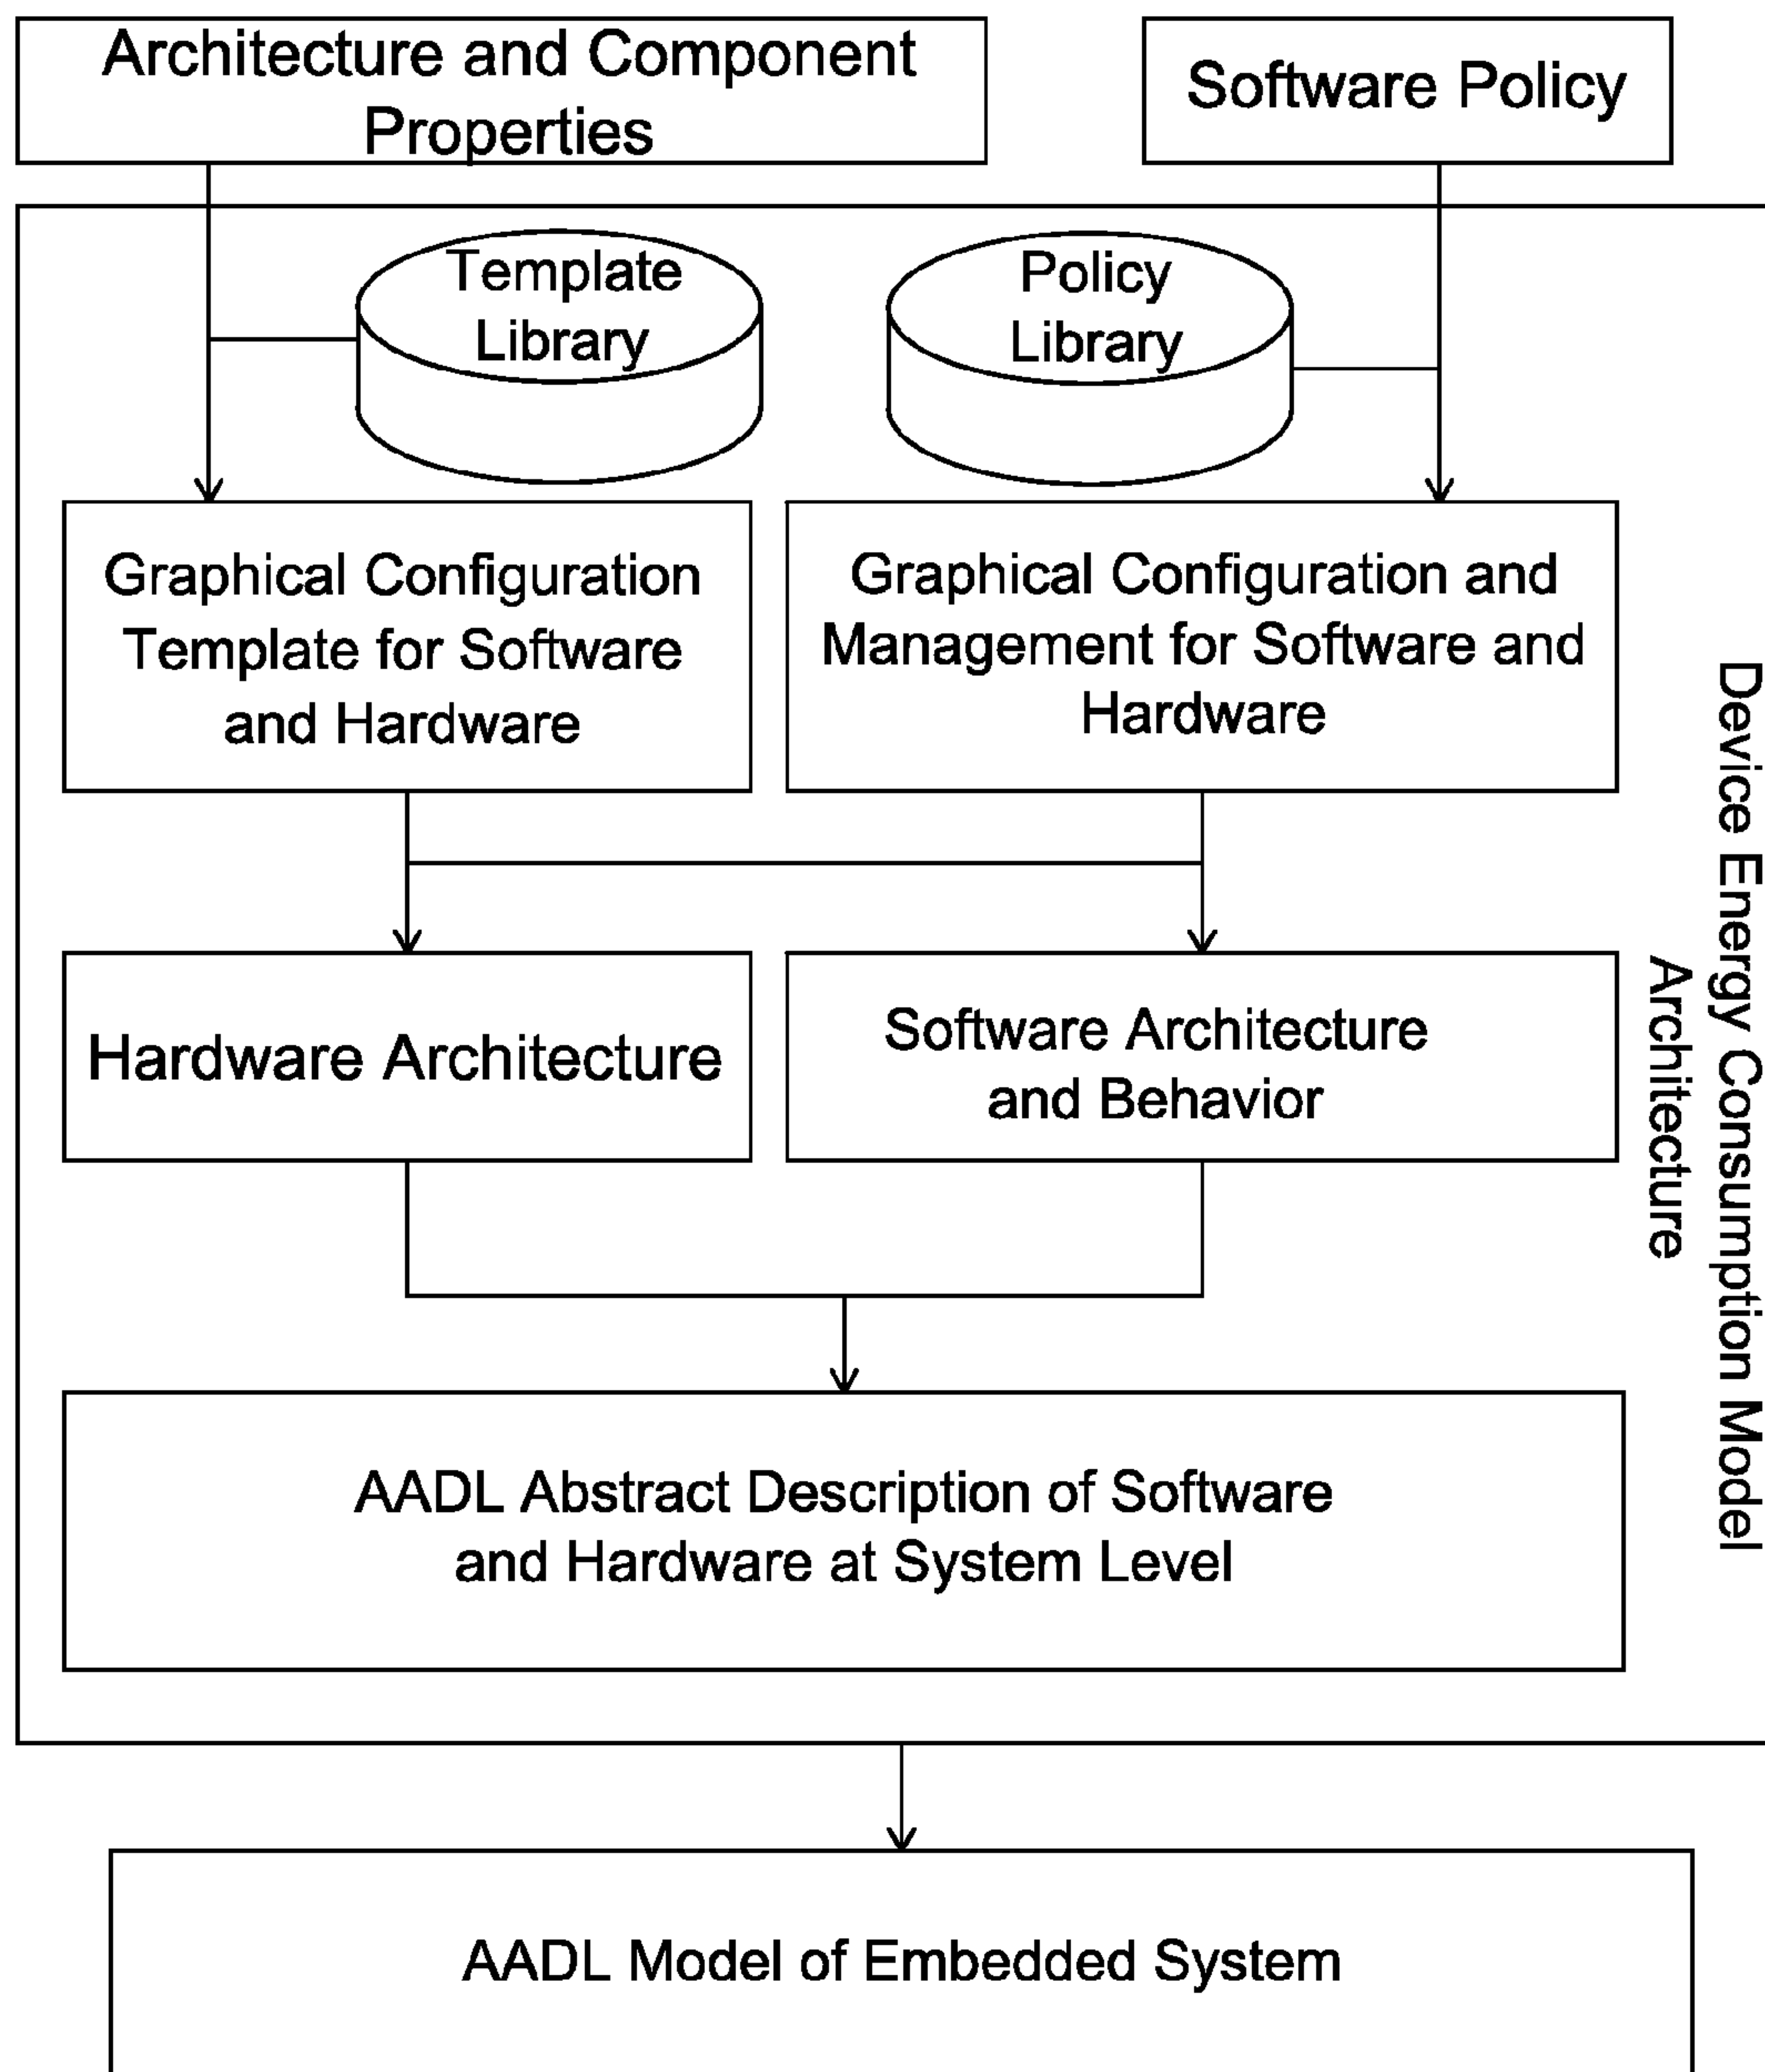 Architecture and Component
Properties
Software Policy
Template
Library
Policy
Library
Graphical Configuration
Template for Software
and Hardware
Graphical Configuration and
Management for Software and
Hardware
Hardware Architecture
Software Architecture
and Behavior
Device Energy Consumption Model
Architecture
AADL Abstract Description of Software
and Hardware at System Level
AADL Model of Embedded System